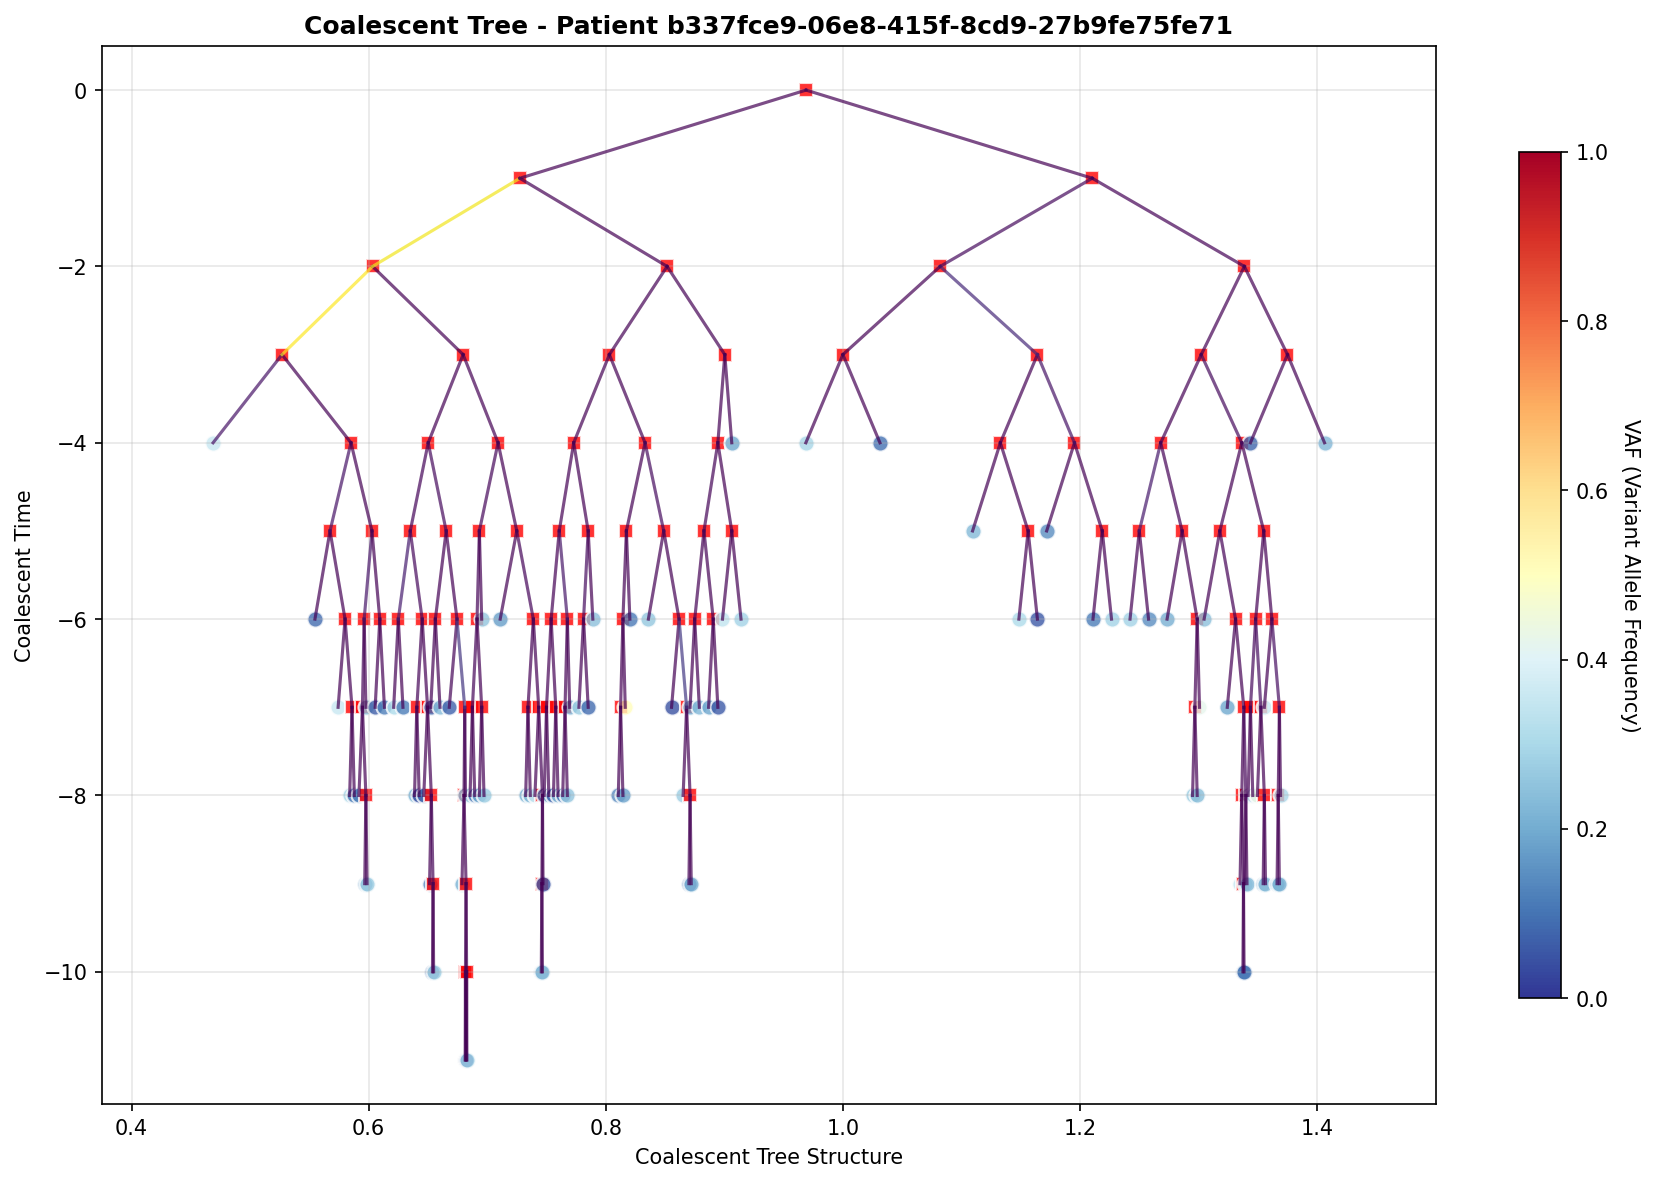 Coalescent Tree - Patient b337fce9-06e8-415f-8cd9-27b9fe75fe71
0
−2
−4
−6
−8
−10
Coalescent Time
0.4 0.6 0.8 1.0 1.2 1.4
Coalescent Tree Structure
1.0
0.8
0.6
0.4
0.2
0.0
VAF (Variant Allele Frequency)